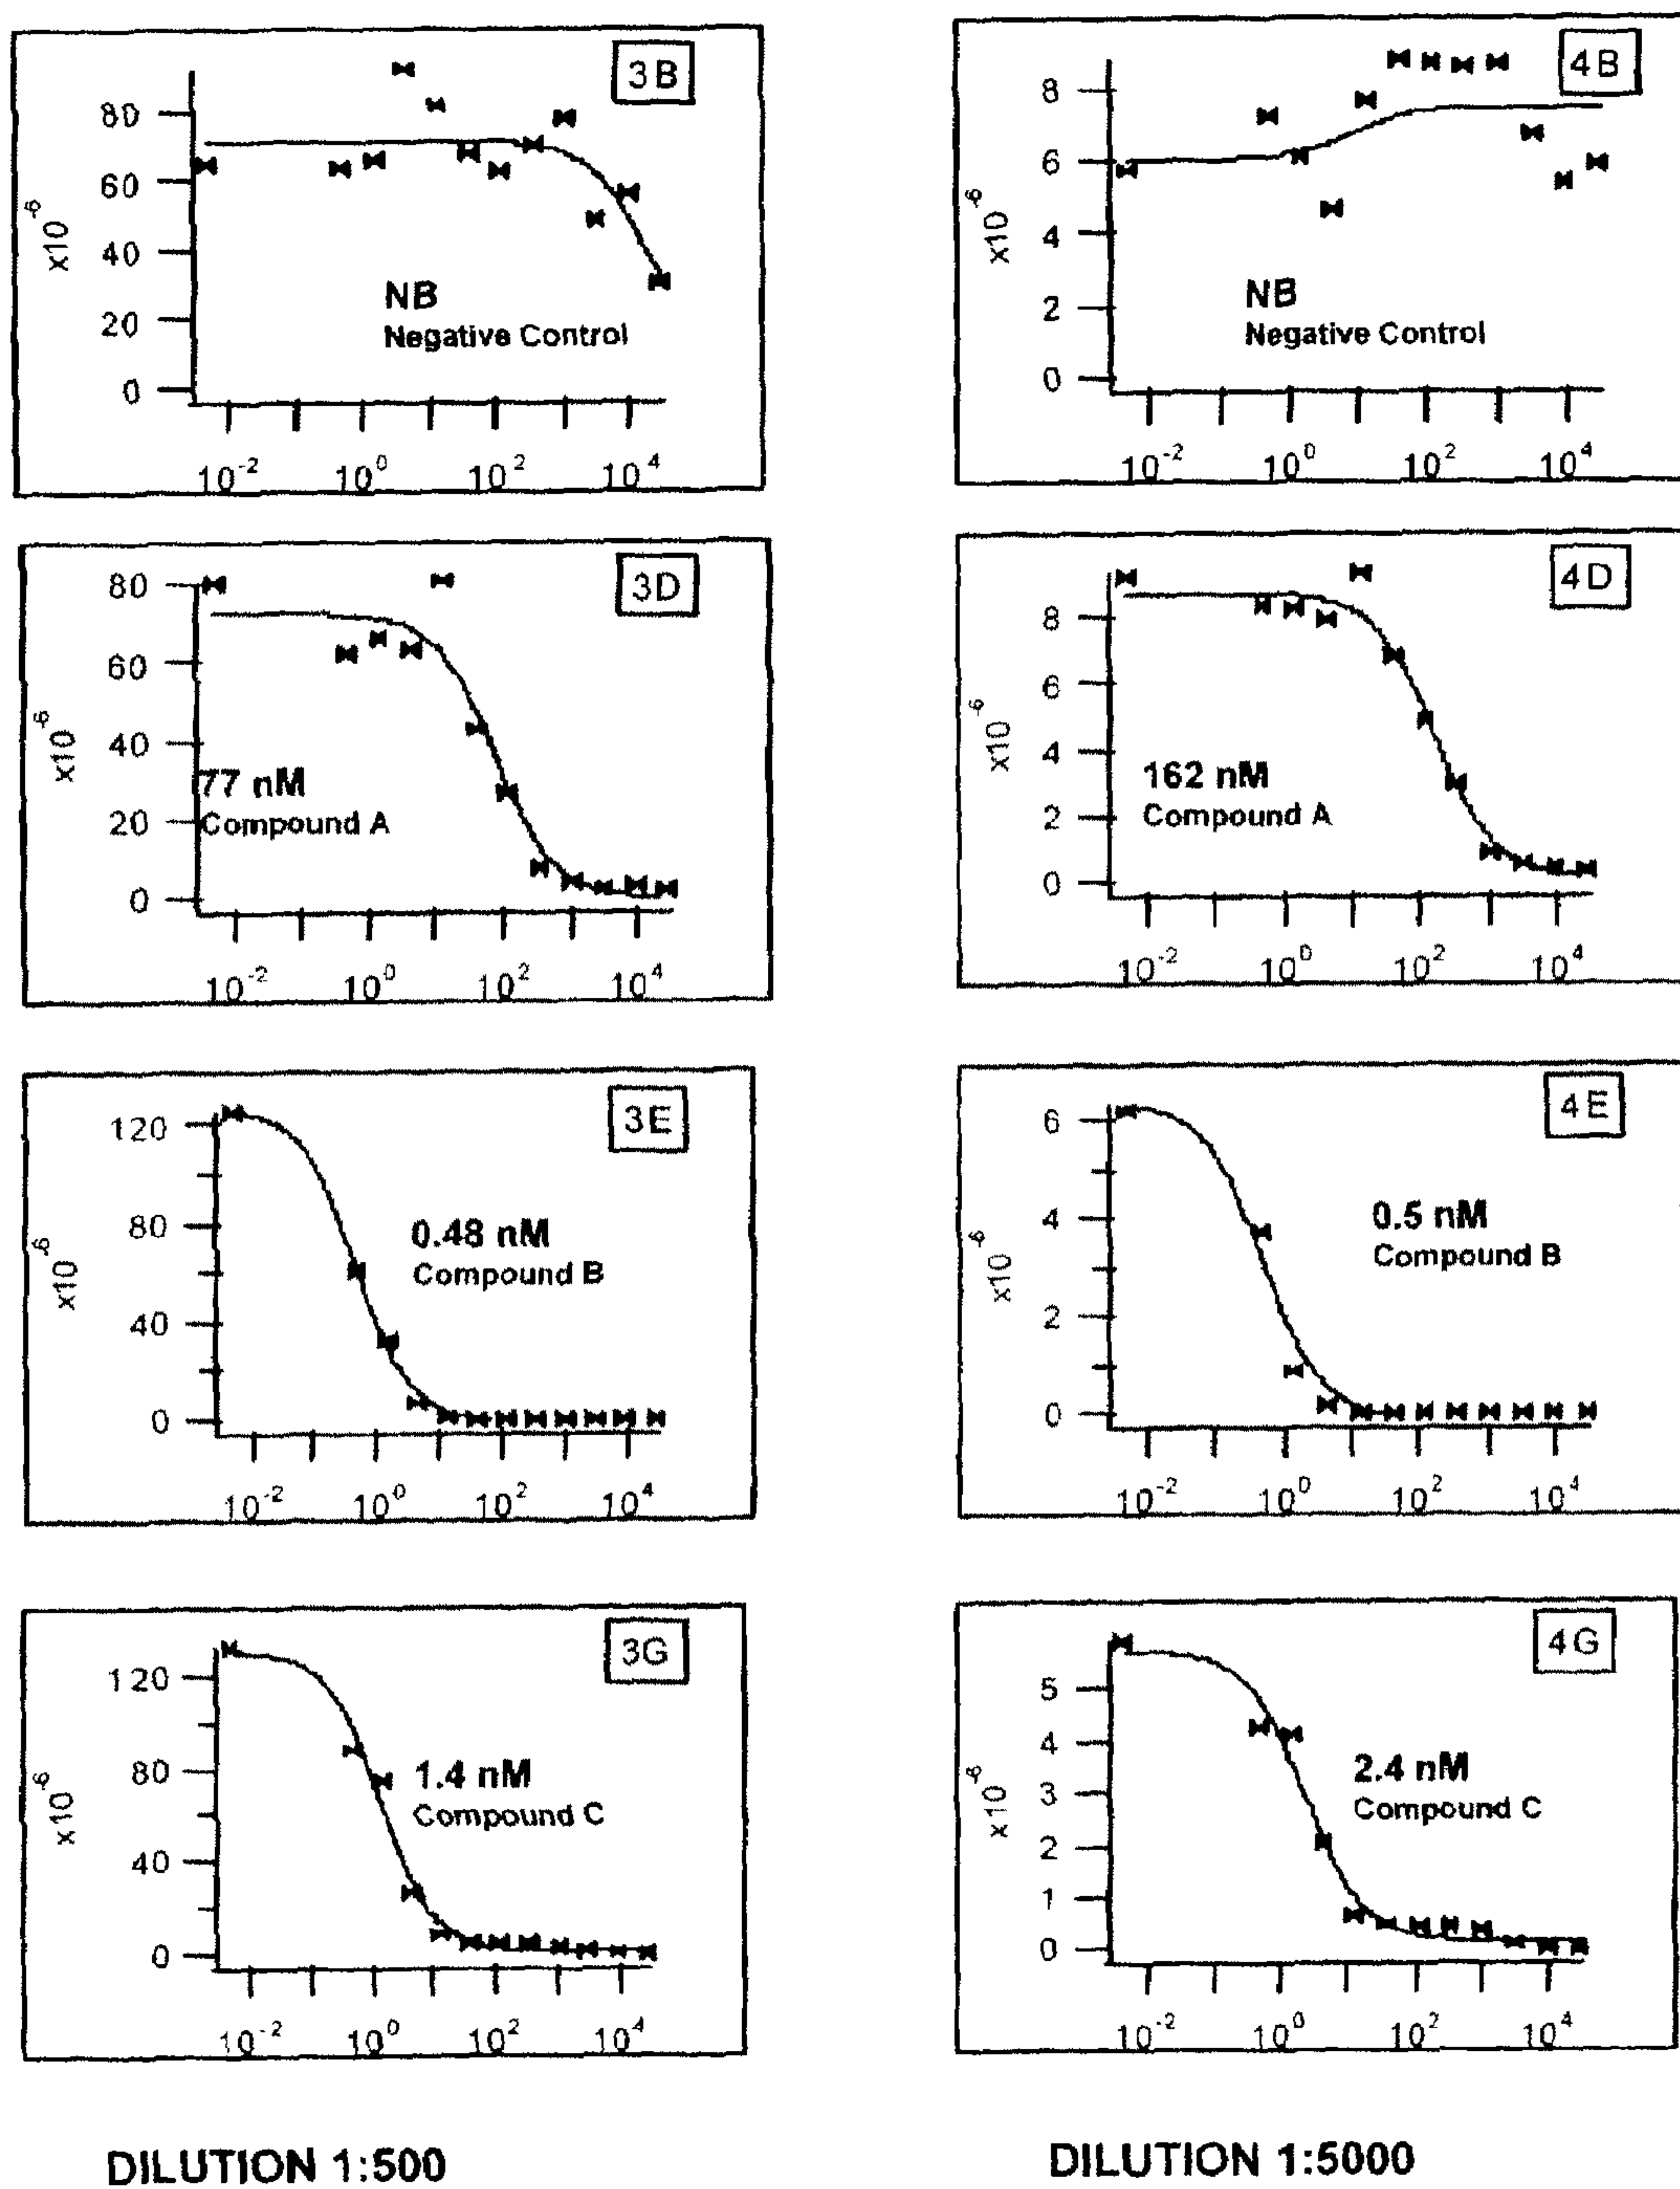 3B
80
60
40
20
0
x10-6
NB
Negative Control
10-2 100 102 104
4B
8
6
4
2
0
x10-6
NB
Negative Control
10-2 100 102 104
3D
80
60
40
20
0
x10-6
77 nM
Compound A
10-2 100 102 104
4D
8
6
4
2
0
x10-6
162 nM
Compound A
10-2 100 102 104
3E
120
80
40
0
x10-6
0.48 nM
Compound B
10-2 100 102 104
4E
6
4
2
0
x10-6
0.5 nM
Compound B
10-2 100 102 104
3G
120
80
40
0
x10-6
1.4 nM
Compound C
10-2 100 102 104
4G
5
4
3
2
1
0
x10-6
2.4 nM
Compound C
10-2 100 102 104
DILUTION 1:500
DILUTION 1:5000